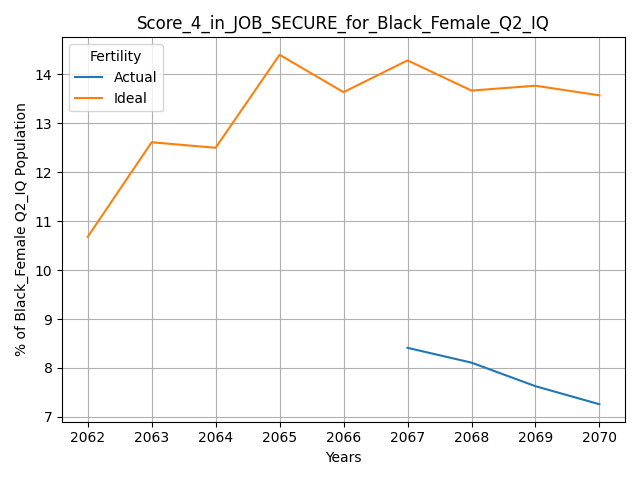 Score_4_in_JOB_SECURE_for_Black_Female_Q2_IQ
Fertility
Actual
Ideal
% of Black_Female Q2_IQ Population
14
13
12
11
10
9
8
7
2062 2063 2064 2065 2066 2067 2068 2069 2070
Years